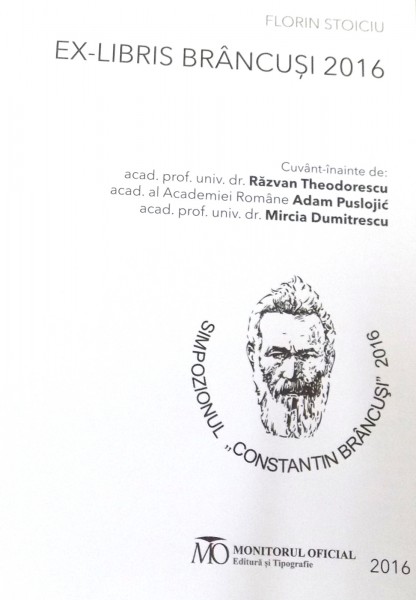 FLORIN STOICIU
EX-LIBRIS BRÂNCUȘI 2016
Cuvânt-înainte de:
acad. prof. univ. dr. Răzvan Theodorescu
acad. al Academiei Române Adam Puslojić
acad. prof. univ. dr. Mircia Dumitrescu
SIMPOZIONUL „CONSTANTIN BRÂNCUȘI” 2016
MO MONITORUL OFICIAL
Editură și Tipografie
2016